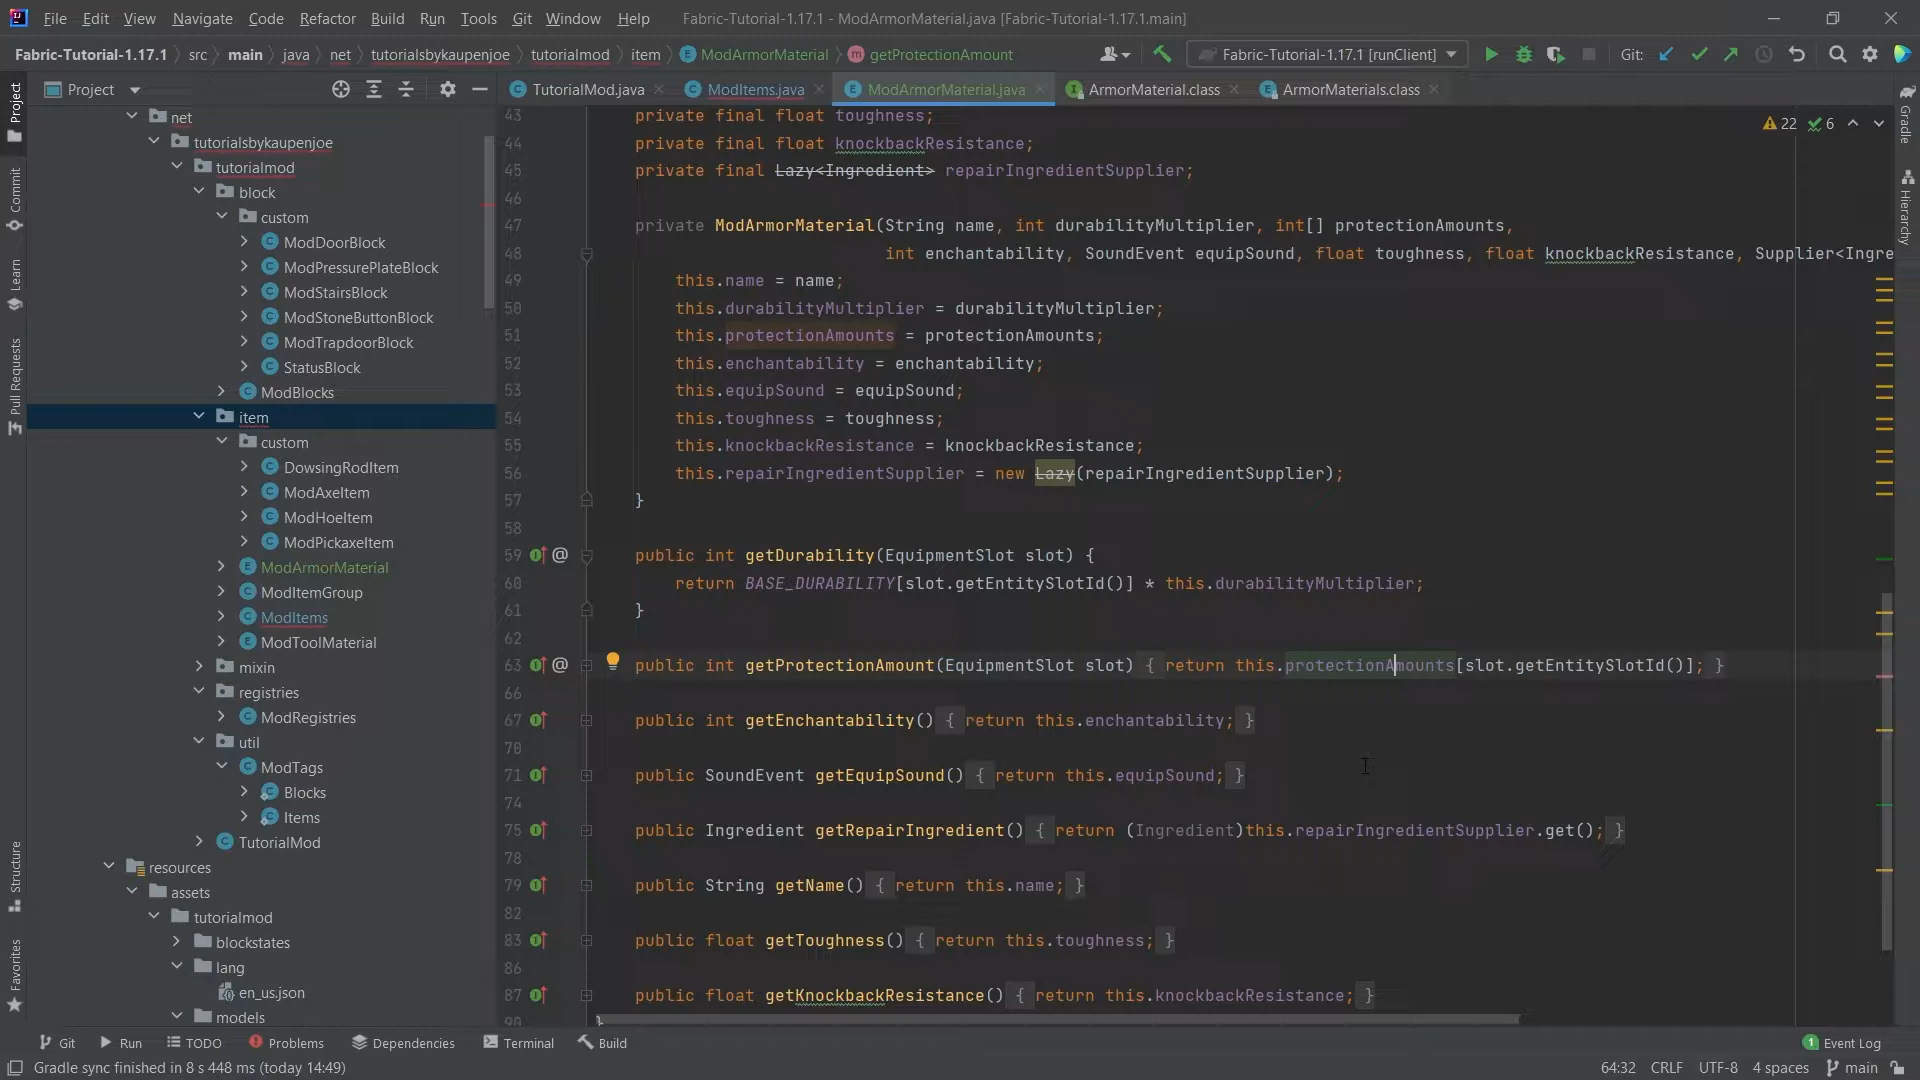 File Edit View Navigate Code Refactor Build Run Tools Git Window Help Fabric-Tutorial-1.17.1 - ModArmorMaterial.java [Fabric-Tutorial-1.17.1.main]
Fabric-Tutorial-1.17.1 src main java net tutorialsbykaupenjoe tutorialmod item ModArmorMaterial getProtectionAmount Fabric-Tutorial-1.17.1 [runClient] Git:
Project
TutorialMod.java ModItems.java ModArmorMaterial.java ArmorMaterial.class ArmorMaterials.class
Project
Commit
Learn
Pull Requests
Structure
Favorites
net
tutorialsbykaupenjoe
tutorialmod
block
custom
ModDoorBlock
ModPressurePlateBlock
ModStairsBlock
ModStoneButtonBlock
ModTrapdoorBlock
StatusBlock
ModBlocks
item
custom
DowsingRodItem
ModAxeItem
ModHoeItem
ModPickaxeItem
ModArmorMaterial
ModItemGroup
ModItems
ModToolMaterial
mixin
registries
ModRegistries
util
ModTags
Blocks
Items
TutorialMod
resources
assets
tutorialmod
blockstates
lang
en_us.json
models
22 6
43 private final float toughness;
44 private final float knockbackResistance;
45 private final Lazy<Ingredient> repairIngredientSupplier;
46
47 private ModArmorMaterial(String name, int durabilityMultiplier, int[] protectionAmounts,
48 int enchantability, SoundEvent equipSound, float toughness, float knockbackResistance, Supplier<Ingre
49 this.name = name;
50 this.durabilityMultiplier = durabilityMultiplier;
51 this.protectionAmounts = protectionAmounts;
52 this.enchantability = enchantability;
53 this.equipSound = equipSound;
54 this.toughness = toughness;
55 this.knockbackResistance = knockbackResistance;
56 this.repairIngredientSupplier = new Lazy(repairIngredientSupplier);
57 }
58
59 @ public int getDurability(EquipmentSlot slot) {
60 return BASE_DURABILITY[slot.getEntitySlotId()] * this.durabilityMultiplier;
61 }
62
63 @ public int getProtectionAmount(EquipmentSlot slot) { return this.protectionAmounts[slot.getEntitySlotId()]; }
66
67 public int getEnchantability() { return this.enchantability; }
70
71 public SoundEvent getEquipSound() { return this.equipSound; }
74
75 public Ingredient getRepairIngredient() { return (Ingredient)this.repairIngredientSupplier.get(); }
78
79 public String getName() { return this.name; }
82
83 public float getToughness() { return this.toughness; }
86
87 public float getKnockbackResistance() { return this.knockbackResistance; }
90 }
Gradle
Hierarchy
Git Run TODO Problems Dependencies Terminal Build 1 Event Log
Gradle sync finished in 8 s 448 ms (today 14:49) 64:32 CRLF UTF-8 4 spaces main